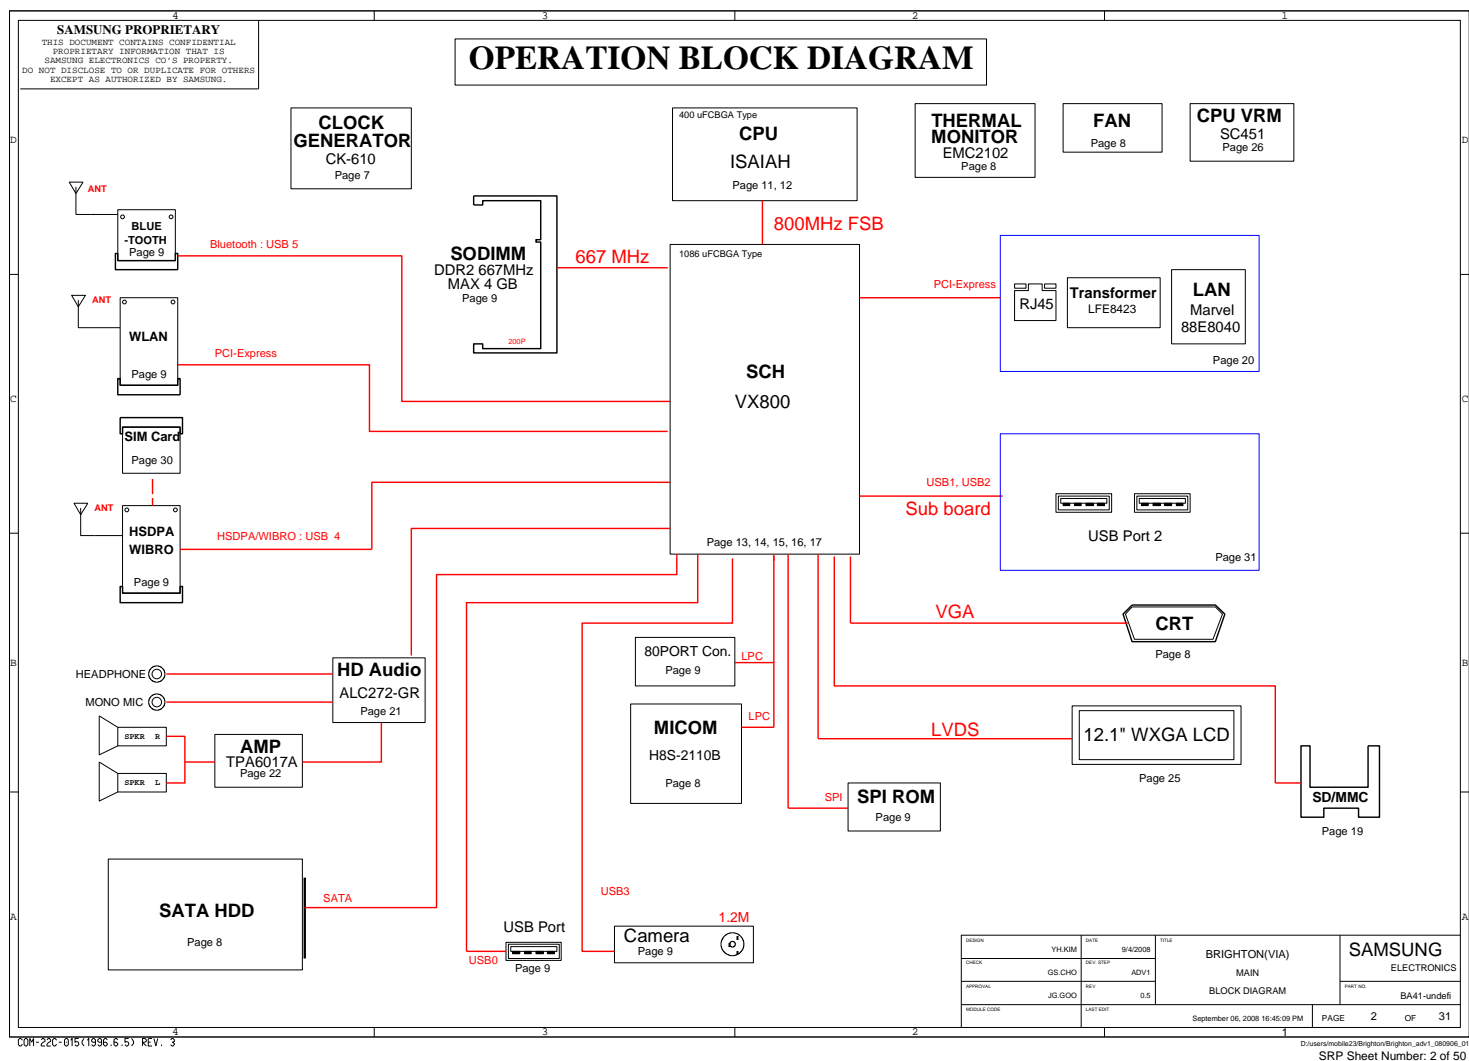 4
3
2
1
SAMSUNG PROPRIETARY
THIS DOCUMENT CONTAINS CONFIDENTIAL
PROPRIETARY INFORMATION THAT IS
SAMSUNG ELECTRONICS CO'S PROPERTY.
DO NOT DISCLOSE TO OR DUPLICATE FOR OTHERS
EXCEPT AS AUTHORIZED BY SAMSUNG.
OPERATION BLOCK DIAGRAM
D
D
CLOCK
GENERATOR
CK-610
Page 7
400 uFCBGA Type
CPU
ISAIAH
Page 11, 12
THERMAL
MONITOR
EMC2102
Page 8
FAN
Page 8
CPU VRM
SC451
Page 26
800MHz FSB
ANT
BLUE
-TOOTH
Page 9
Bluetooth : USB 5
SODIMM
DDR2 667MHz
MAX 4 GB
Page 9
200P
667 MHz
1086 uFCBGA Type
SCH
VX800
Page 13, 14, 15, 16, 17
PCI-Express
RJ45
Transformer
LFE8423
LAN
Marvel
88E8040
Page 20
ANT
WLAN
Page 9
PCI-Express
C
C
SIM Card
Page 30
ANT
HSDPA
WIBRO
Page 9
HSDPA/WIBRO : USB 4
USB1, USB2
Sub board
USB Port 2
Page 31
VGA
CRT
Page 8
B
B
HEADPHONE
MONO MIC
HD Audio
ALC272-GR
Page 21
SPKR R
SPKR L
AMP
TPA6017A
Page 22
80PORT Con.
Page 9
LPC
MICOM
H8S-2110B
Page 8
LPC
LVDS
12.1" WXGA LCD
Page 25
SPI
SPI ROM
Page 9
SD/MMC
Page 19
A
A
SATA HDD
Page 8
SATA
USB Port
USB0
Page 9
USB3
1.2M
Camera
Page 9
DESIGN
YH.KIM
DATE
9/4/2008
TITLE
BRIGHTON(VIA)
MAIN
BLOCK DIAGRAM
SAMSUNG
ELECTRONICS
CHECK
GS.CHO
DEV. STEP
ADV1
APPROVAL
JG.GOO
REV
0.5
PART NO.
BA41-undefi
MODULE CODE
LAST EDIT
September 06, 2008 16:45:09 PM
PAGE 2 OF 31
4
3
2
1
COM-22C-015(1996.6.5) REV. 3
D:/users/mobile23/Brighton/Brighton_adv1_080906_01
SRP Sheet Number: 2 of 50